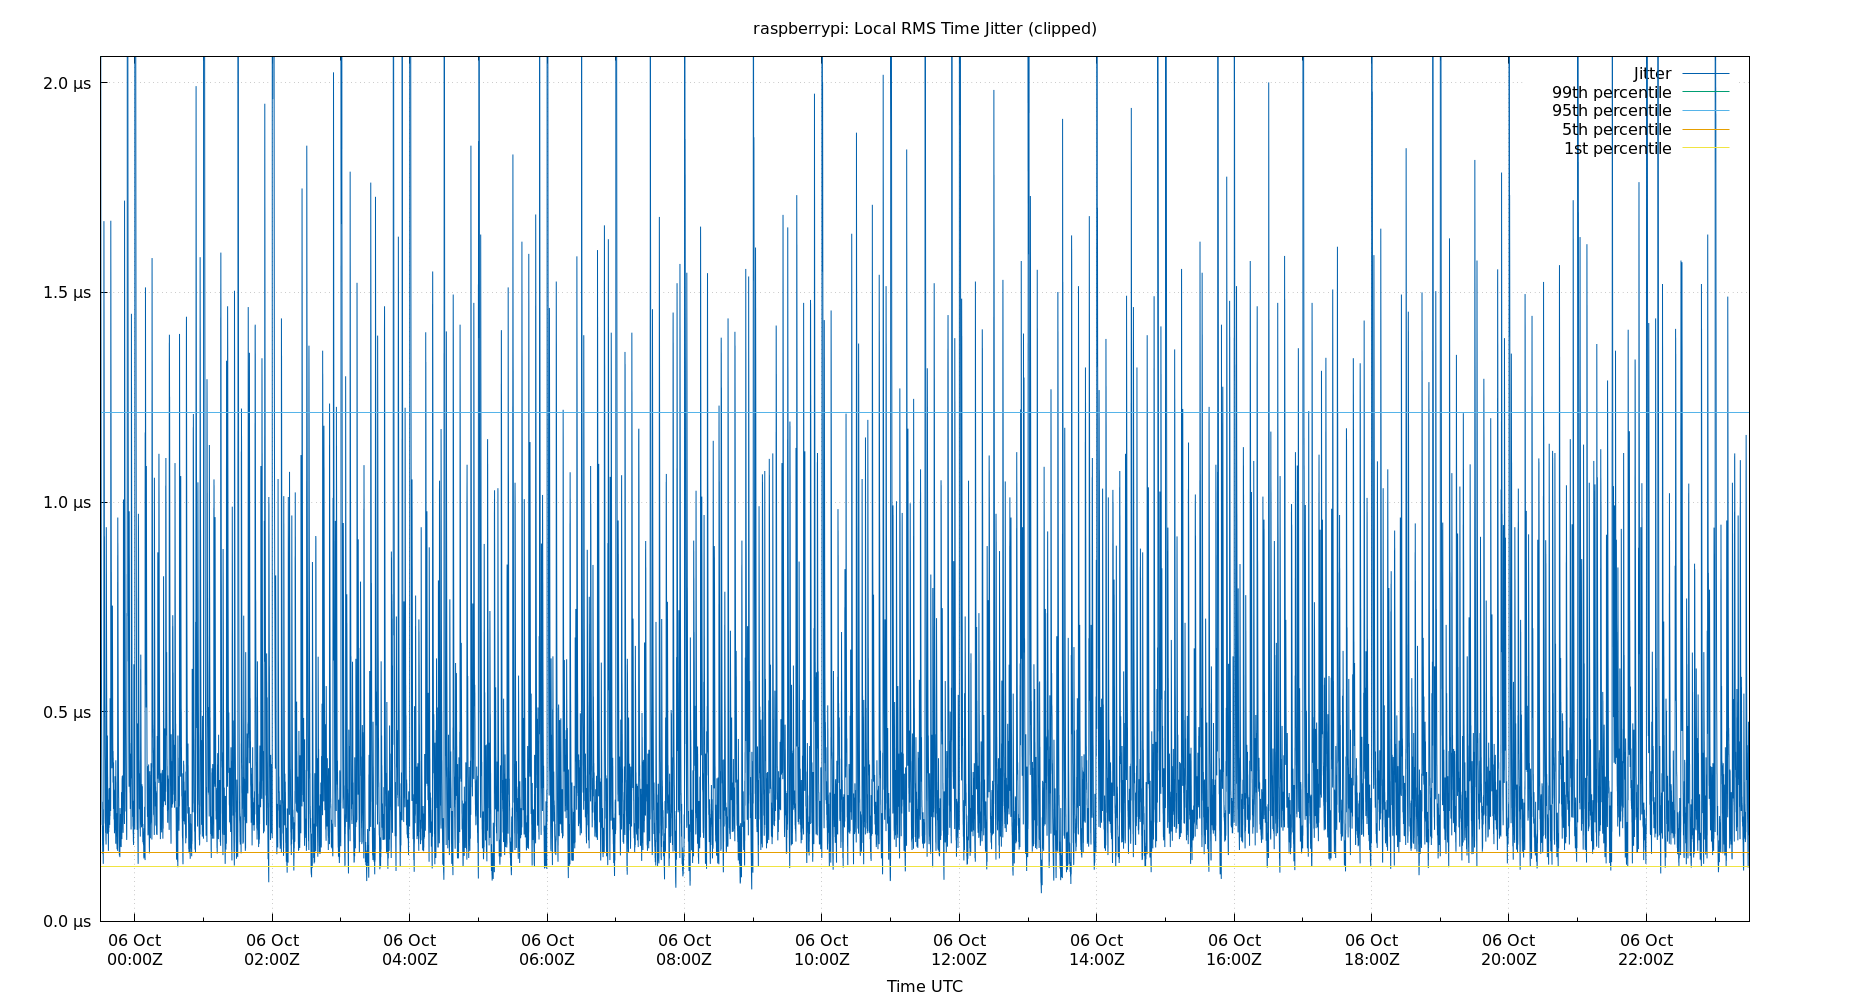 raspberrypi: Local RMS Time Jitter (clipped)
2.0 μs
1.5 μs
1.0 μs
0.5 μs
0.0 μs
Jitter
99th percentile
95th percentile
5th percentile
1st percentile
06 Oct 06 Oct 06 Oct 06 Oct 06 Oct 06 Oct 06 Oct 06 Oct 06 Oct 06 Oct 06 Oct 06 Oct
00:00Z 02:00Z 04:00Z 06:00Z 08:00Z 10:00Z 12:00Z 14:00Z 16:00Z 18:00Z 20:00Z 22:00Z
Time UTC